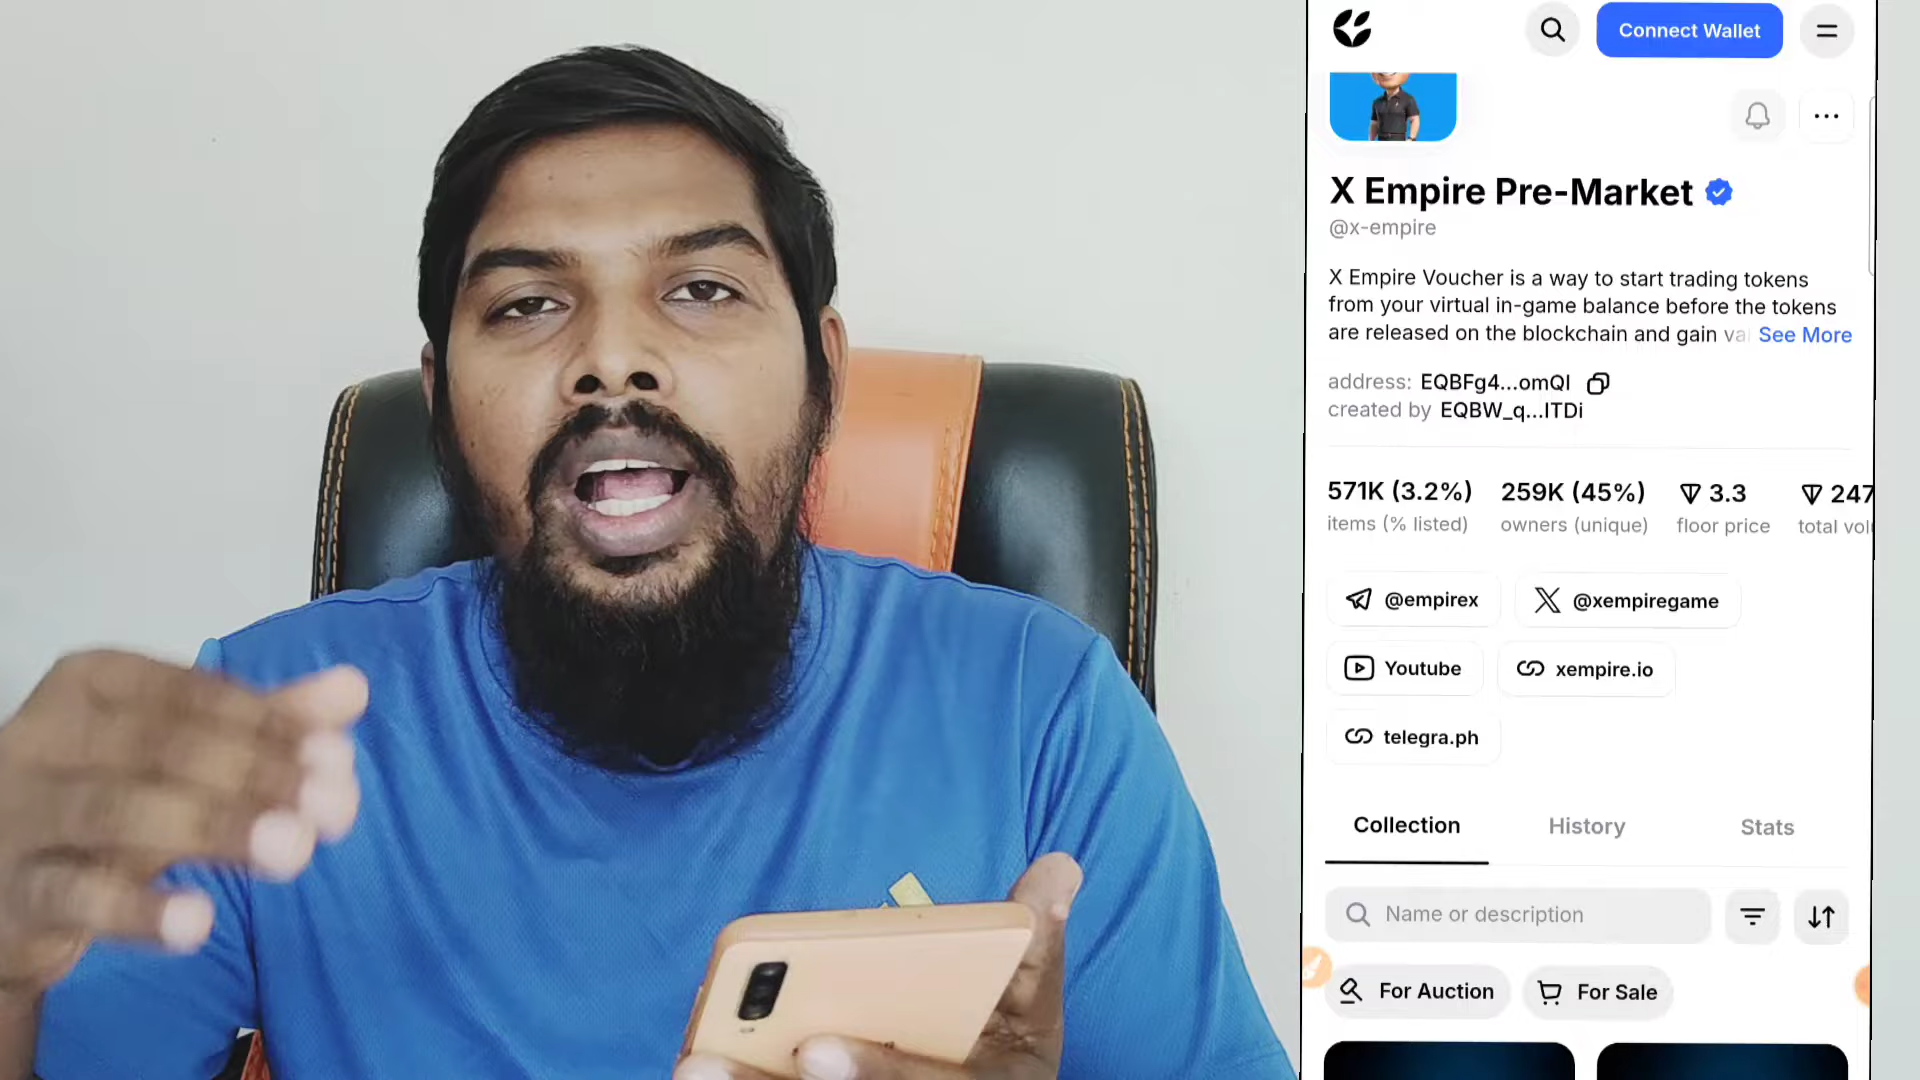 Connect Wallet
X Empire Pre-Market
@x-empire
X Empire Voucher is a way to start trading tokens
from your virtual in-game balance before the tokens
are released on the blockchain and gain va See More
address: EQBFg4...omQI
created by EQBW_q...ITDi
571K (3.2%) 259K (45%) 3.3 247
items (% listed) owners (unique) floor price total vol
@empirex @xempiregame
Youtube xempire.io
telegra.ph
Collection History Stats
Name or description
For Auction For Sale